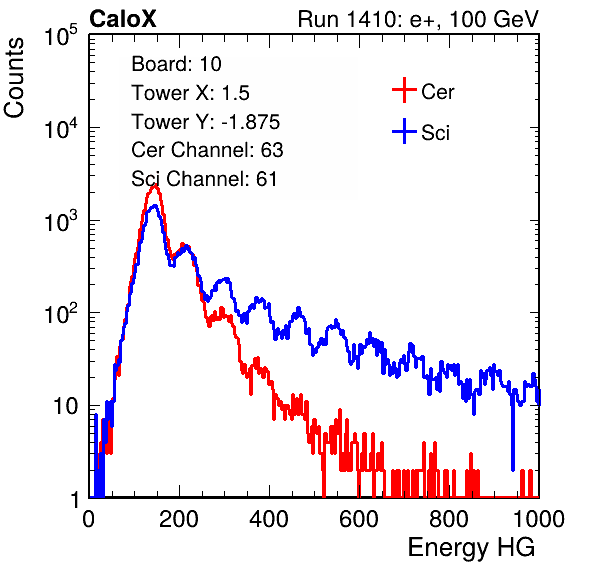 CaloX Run 1410: e+, 100 GeV
Counts
Board: 10
Tower X: 1.5
Tower Y: -1.875
Cer Channel: 63
Sci Channel: 61
Cer
Sci
10^5
10^4
10^3
10^2
10
1
0 200 400 600 800 1000
Energy HG